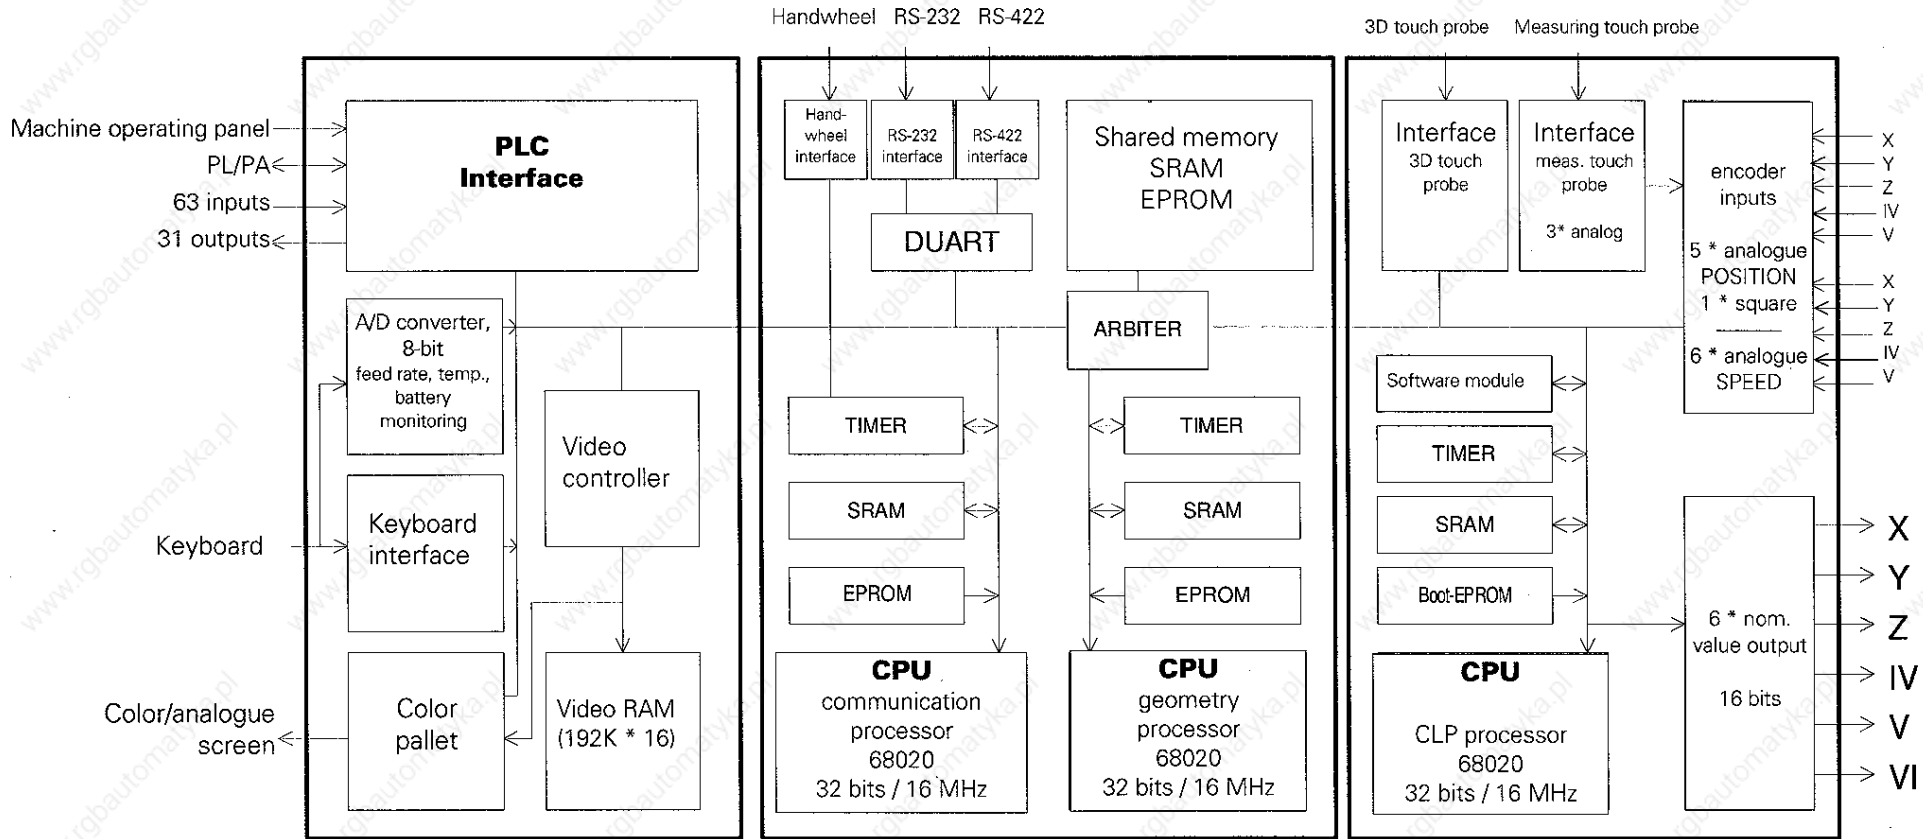 Handwheel RS-232 RS-422
3D touch probe Measuring touch probe
Machine operating panel
PL/PA
63 inputs
31 outputs
Keyboard
Color/analogue
screen
PLC
Interface
A/D converter,
8-bit
feed rate, temp.,
battery
monitoring
Keyboard
interface
Color
pallet
Video
controller
Video RAM
(192K * 16)
Hand-
wheel
interface
RS-232
interface
RS-422
interface
DUART
Shared memory
SRAM
EPROM
ARBITER
TIMER
SRAM
EPROM
TIMER
SRAM
EPROM
CPU
communication
processor
68020
32 bits / 16 MHz
CPU
geometry
processor
68020
32 bits / 16 MHz
Interface
3D touch
probe
Interface
meas. touch
probe
3* analog
encoder
inputs
5 * analogue
POSITION
1 * square
6 * analogue
SPEED
X
Y
Z
IV
V
X
Y
Z
IV
V
Software module
TIMER
SRAM
Boot-EPROM
CPU
CLP processor
68020
32 bits / 16 MHz
6 * nom.
value output
16 bits
X
Y
Z
IV
V
VI
www.rgbautomatyka.pl